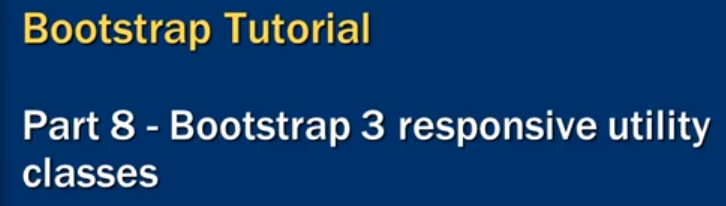 Bootstrap Tutorial
Part 8 - Bootstrap 3 responsive utility
classes